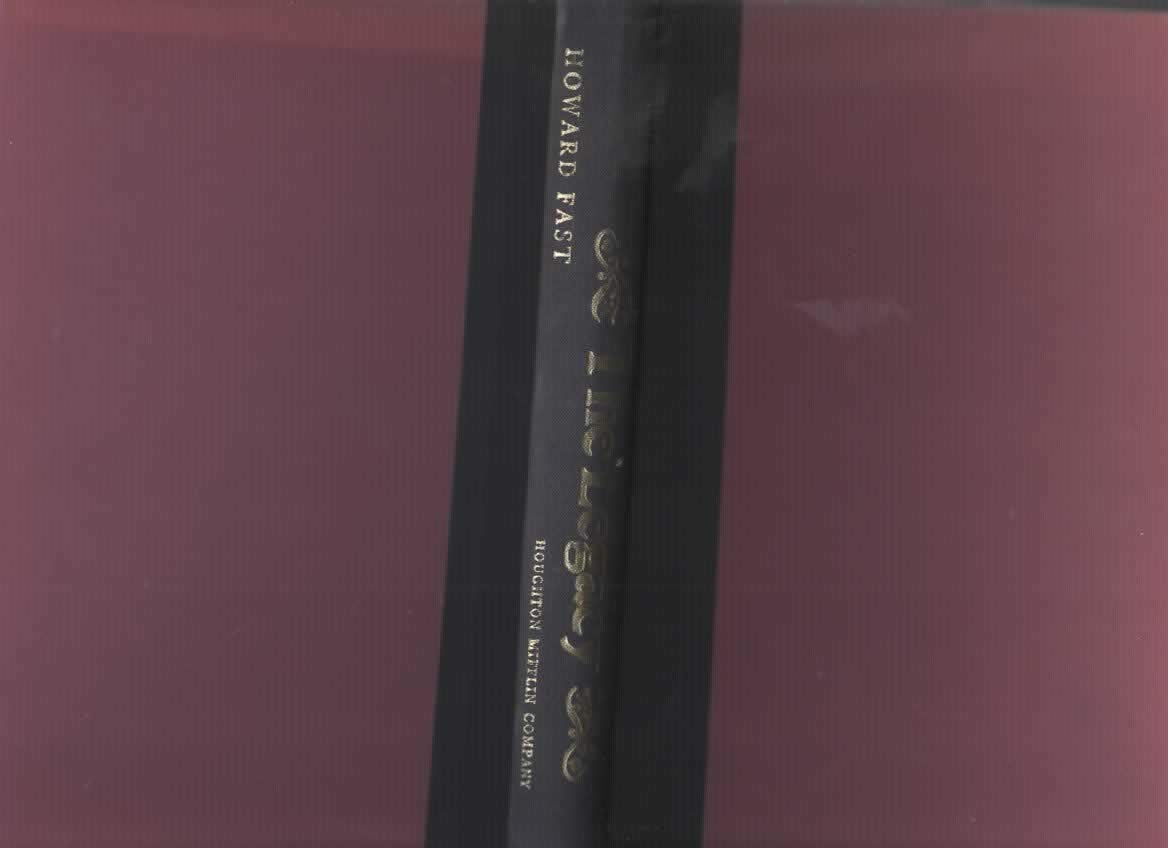 HOWARD FAST
The Legacy
HOUGHTON MIFFLIN COMPANY